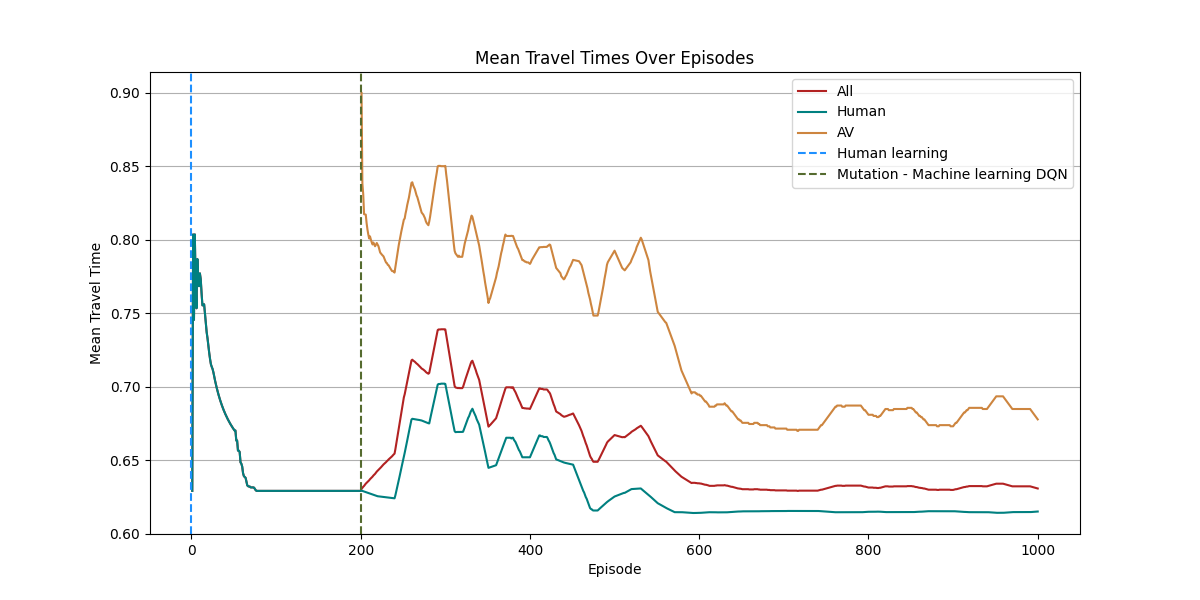 Mean Travel Times Over Episodes
Mean Travel Time
0.90
0.85
0.80
0.75
0.70
0.65
0.60
0
200
400
600
800
1000
Episode
All
Human
AV
Human learning
Mutation - Machine learning DQN